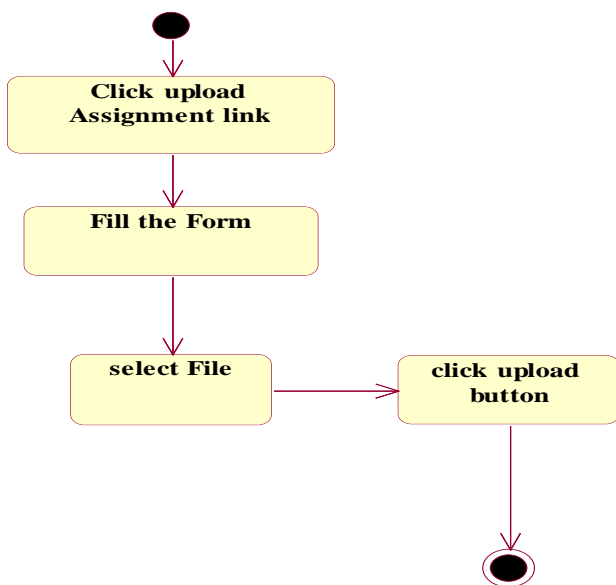 Click upload
Assignment link
Fill the Form
select File
click upload
button